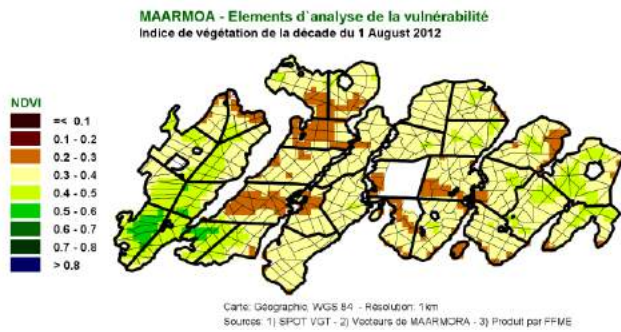 MAARMOA - Elements d`analyse de la vulnérabilité
Indice de végétation de la décade du 1 August 2012
NDVI
=< 0.1
0.1 - 0.2
0.2 - 0.3
0.3 - 0.4
0.4 - 0.5
0.5 - 0.6
0.6 - 0.7
0.7 - 0.8
> 0.8
Carte: Géographic, WGS 84 - Résolution: 1km
Sources: 1) SPOT VGT - 2) Vecteurs de MAARMORA - 3) Produit par FFME